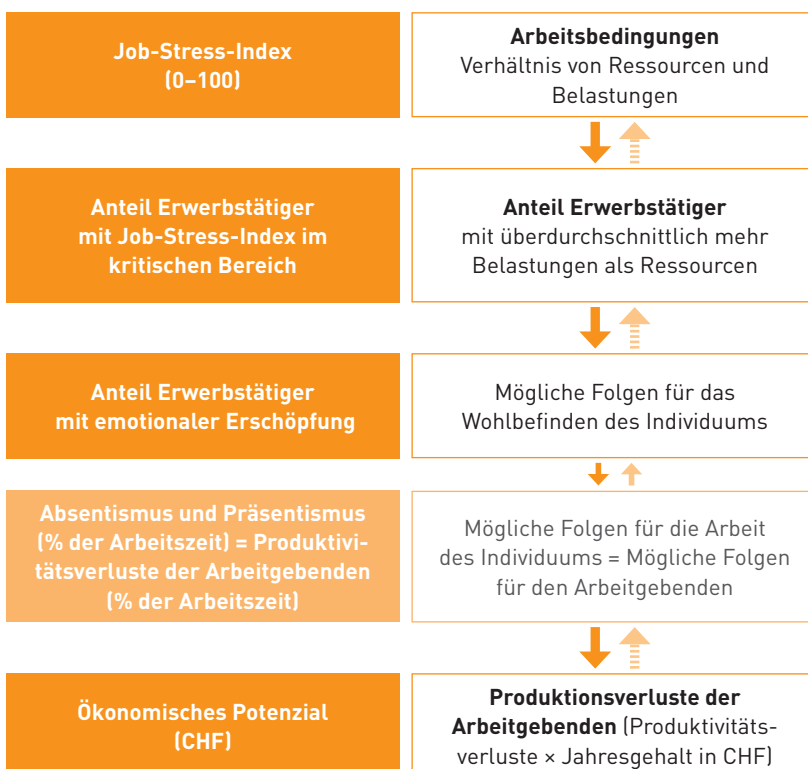 Job-Stress-Index
(0–100)
Arbeitsbedingungen
Verhältnis von Ressourcen und
Belastungen
Anteil Erwerbstätiger
mit Job-Stress-Index im
kritischen Bereich
Anteil Erwerbstätiger
mit überdurchschnittlich mehr
Belastungen als Ressourcen
Anteil Erwerbstätiger
mit emotionaler Erschöpfung
Mögliche Folgen für das
Wohlbefinden des Individuums
Absentismus und Präsentismus
(% der Arbeitszeit) = Produktivi-
tätsverluste der Arbeitgebenden
(% der Arbeitszeit)
Mögliche Folgen für die Arbeit
des Individuums = Mögliche Folgen
für den Arbeitgebenden
Ökonomisches Potenzial
(CHF)
Produktionsverluste der
Arbeitgebenden (Produktivitäts-
verluste × Jahresgehalt in CHF)